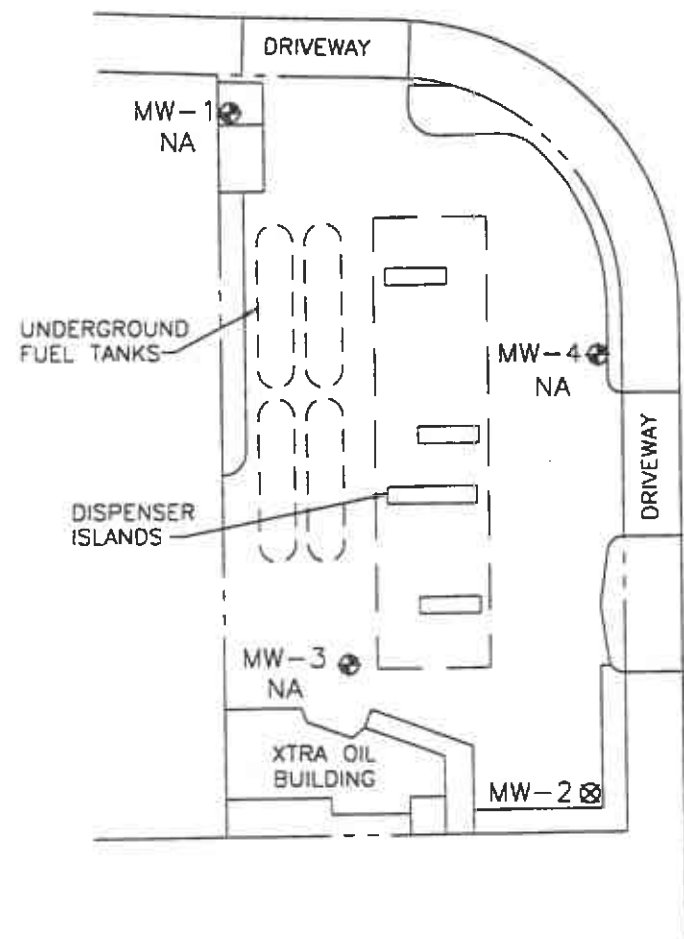 DRIVEWAY
MW-1
NA
UNDERGROUND
FUEL TANKS
MW-4
NA
DRIVEWAY
DISPENSER
ISLANDS
MW-3
NA
XTRA OIL
BUILDING
MW-2